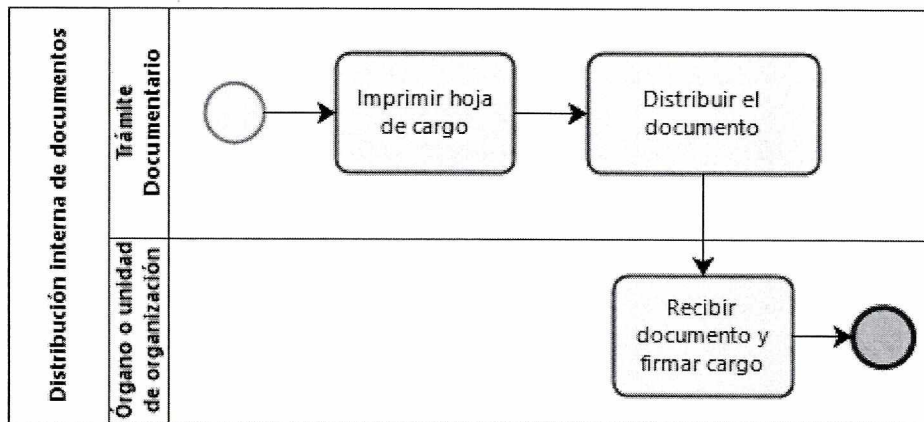 Distribución interna de documentos
Trámite
Documentario
Imprimir hoja
de cargo
Distribuir el
documento
Órgano o unidad
de organización
Recibir
documento y
firmar cargo